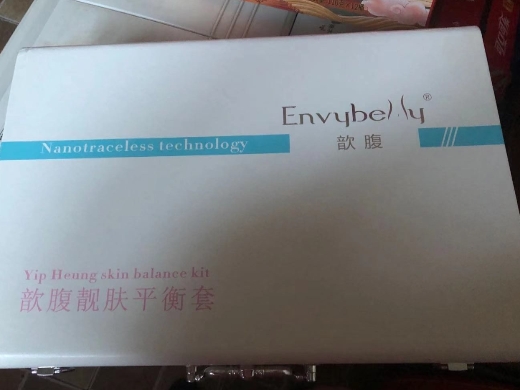 Envybelly®
Nanotraceless technology
歆腹
Yip Heung skin balance kit
歆腹靓肤平衡套